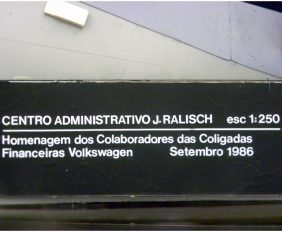 CENTRO ADMINISTRATIVO J.RALISCH esc 1:250
Homenagem dos Colaboradores das Coligadas
Financeiras Volkswagen Setembro 1986